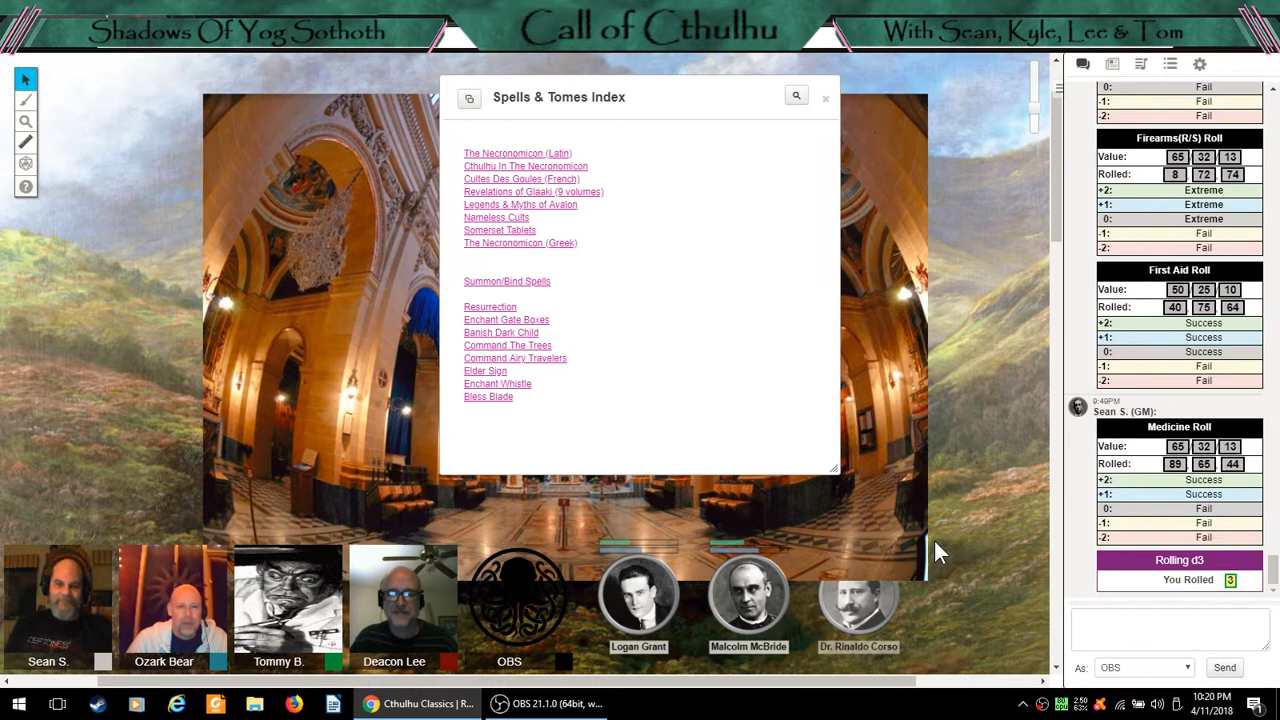 Shadows Of Yog Sothoth
Call of Cthulhu
With Sean, Kyle, Lee & Tom
Spells & Tomes Index
The Necronomicon (Latin)
Cthulhu In The Necronomicon
Cultes Des Goules (French)
Revelations of Glaaki (9 volumes)
Legends & Myths of Avalon
Nameless Cults
Somerset Tablets
The Necronomicon (Greek)
Summon/Bind Spells
Resurrection
Enchant Gate Boxes
Banish Dark Child
Command The Trees
Command Airy Travelers
Elder Sign
Enchant Whistle
Bless Blade
0: Fail
-1: Fail
-2: Fail
Firearms(R/S) Roll
Value: 65 32 13
Rolled: 8 72 74
+2: Extreme
+1: Extreme
0: Extreme
-1: Fail
-2: Fail
First Aid Roll
Value: 50 25 10
Rolled: 40 75 64
+2: Success
+1: Success
0: Success
-1: Fail
-2: Fail
9:49PM
Sean S. (GM):
Medicine Roll
Value: 65 32 13
Rolled: 89 65 44
+2: Success
+1: Success
0: Fail
-1: Fail
-2: Fail
Rolling d3
You Rolled 3
As: OBS Send
DEFTONES
Sean S.
Ozark Bear
Tommy B.
Deacon Lee
OBS
Logan Grant
Malcolm McBride
Dr. Rinaldo Corso
Cthulhu Classics | R...
OBS 21.1.0 (64bit, w...
10:20 PM
4/11/2018